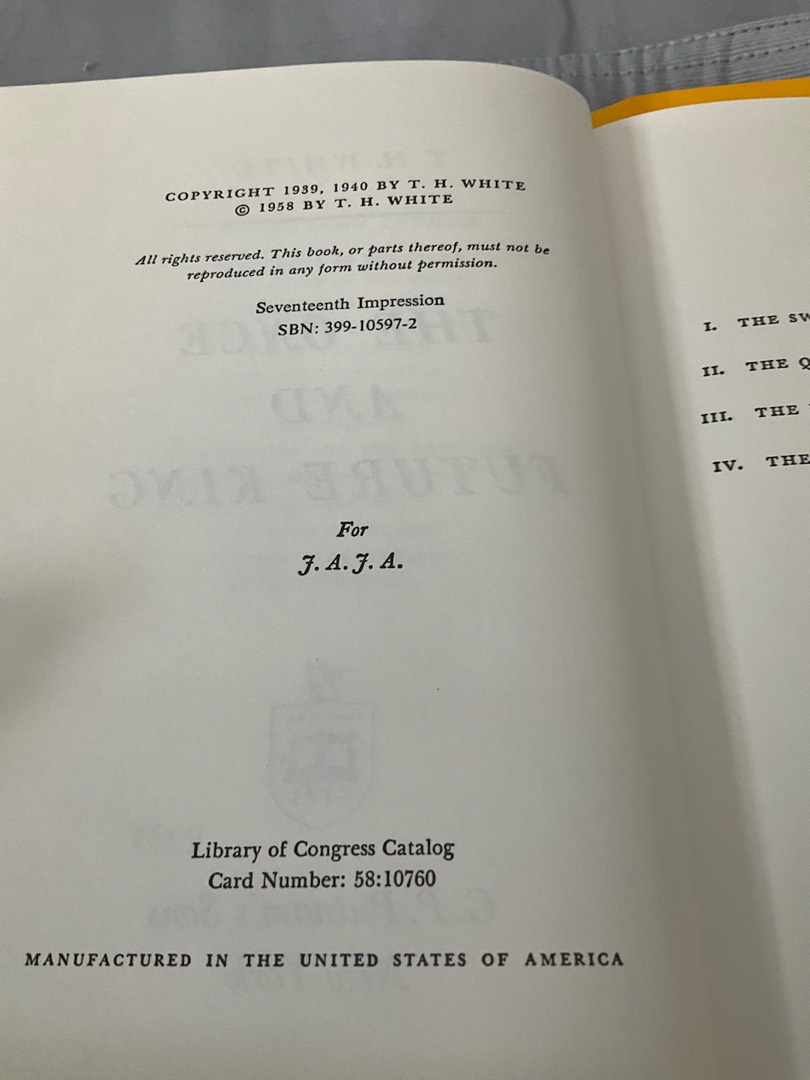 COPYRIGHT 1939, 1940 BY T. H. WHITE
© 1958 BY T. H. WHITE
All rights reserved. This book, or parts thereof, must not be
reproduced in any form without permission.
Seventeenth Impression
SBN: 399-10597-2
For
J. A. J. A.
Library of Congress Catalog
Card Number: 58:10760
MANUFACTURED IN THE UNITED STATES OF AMERICA
I. THE SW
II. THE Q
III. THE
IV. THE